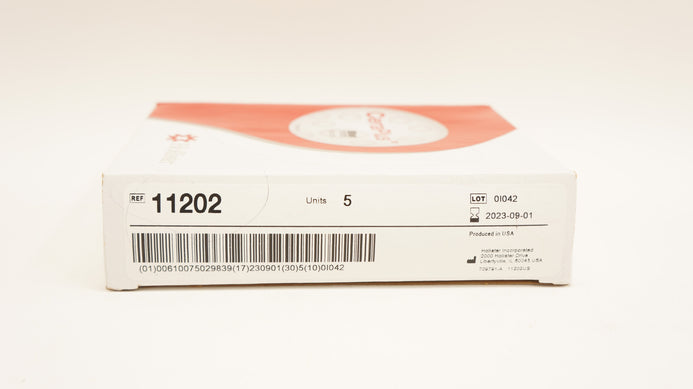 REF 11202
Units 5
LOT 0I042
2023-09-01
Produced in USA
(01)00610075029839(17)230901(30)5(10)0I042
Hollister Incorporated
2000 Hollister Drive
Libertyville, IL 60048 USA